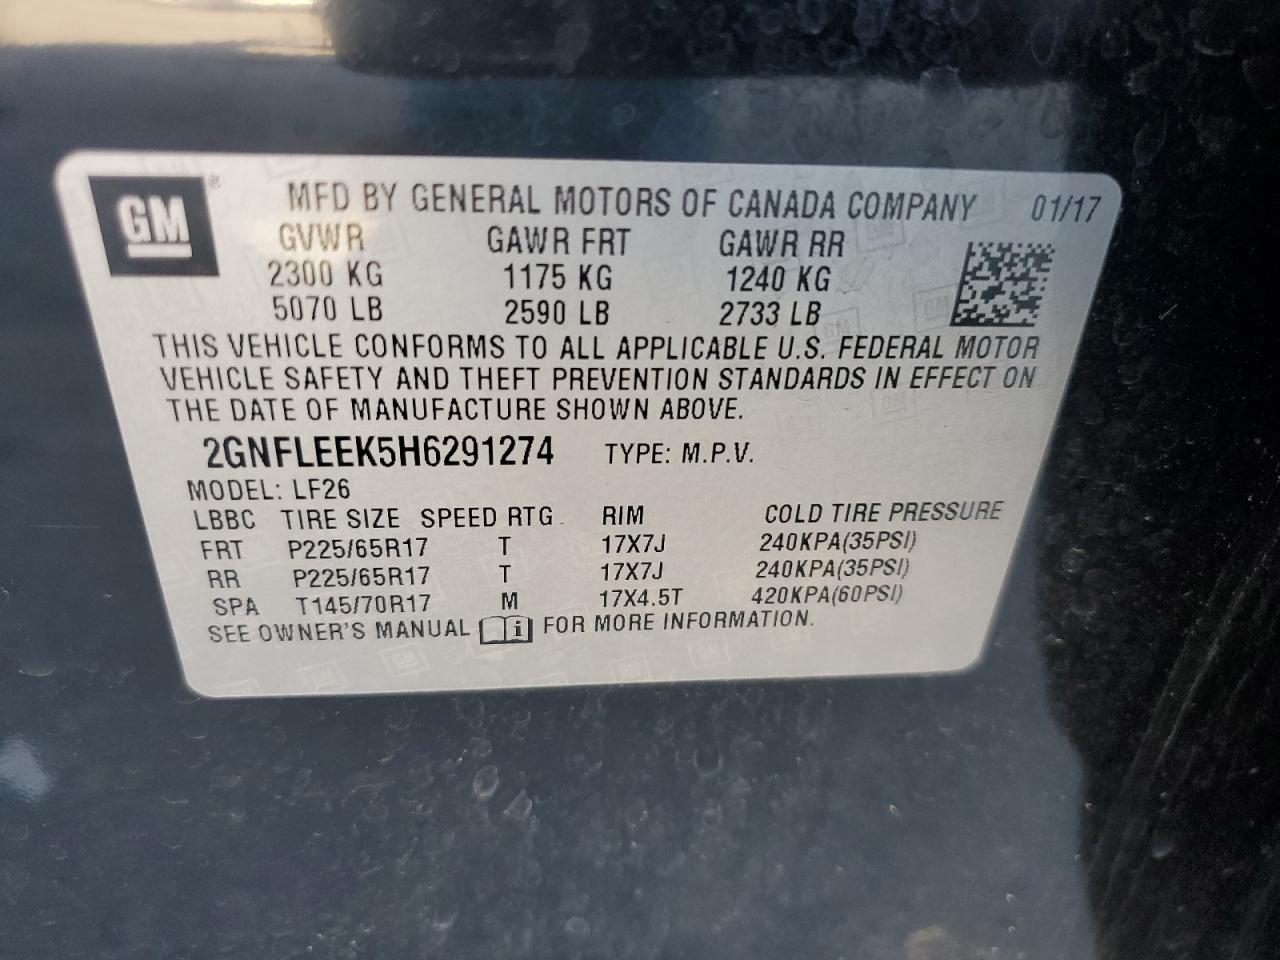 GM ® MFD BY GENERAL MOTORS OF CANADA COMPANY 01/17
GVWR GAWR FRT GAWR RR
2300 KG 1175 KG 1240 KG
5070 LB 2590 LB 2733 LB
THIS VEHICLE CONFORMS TO ALL APPLICABLE U.S. FEDERAL MOTOR
VEHICLE SAFETY AND THEFT PREVENTION STANDARDS IN EFFECT ON
THE DATE OF MANUFACTURE SHOWN ABOVE.
2GNFLEEK5H6291274 TYPE: M.P.V.
MODEL: LF26
LBBC TIRE SIZE SPEED RTG RIM COLD TIRE PRESSURE
FRT P225/65R17 T 17X7J 240KPA(35PSI)
RR P225/65R17 T 17X7J 240KPA(35PSI)
SPA T145/70R17 M 17X4.5T 420KPA(60PSI)
SEE OWNER'S MANUAL i FOR MORE INFORMATION.